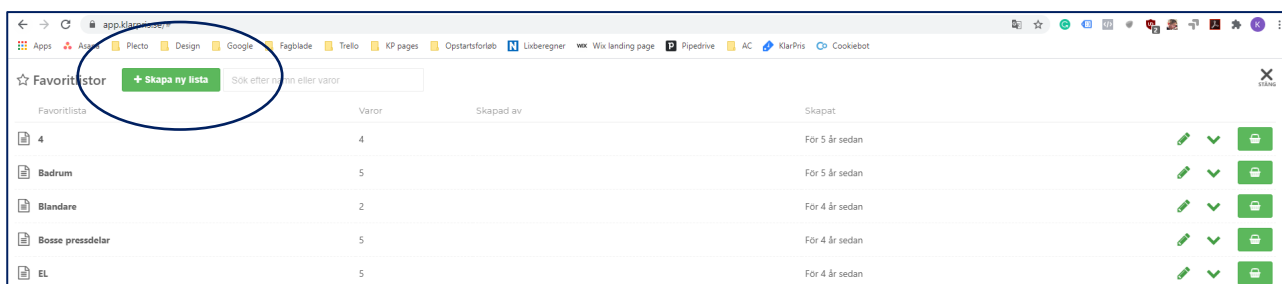 app.klarpris.se/#
Apps Asana Plecto Design Google Fagblade Trello KP pages Opstartsforløb Lixberegner WIX Wix landing page Pipedrive AC KlarPris Cookiebot
Favoritlistor + Skapa ny lista Sök efter namn eller varor X
STÄNG
Favoritlista Varor Skapad av Skapat
4 4 För 5 år sedan
Badrum 5 För 5 år sedan
Blandare 2 För 4 år sedan
Bosse pressdelar 5 För 4 år sedan
EL 5 För 4 år sedan